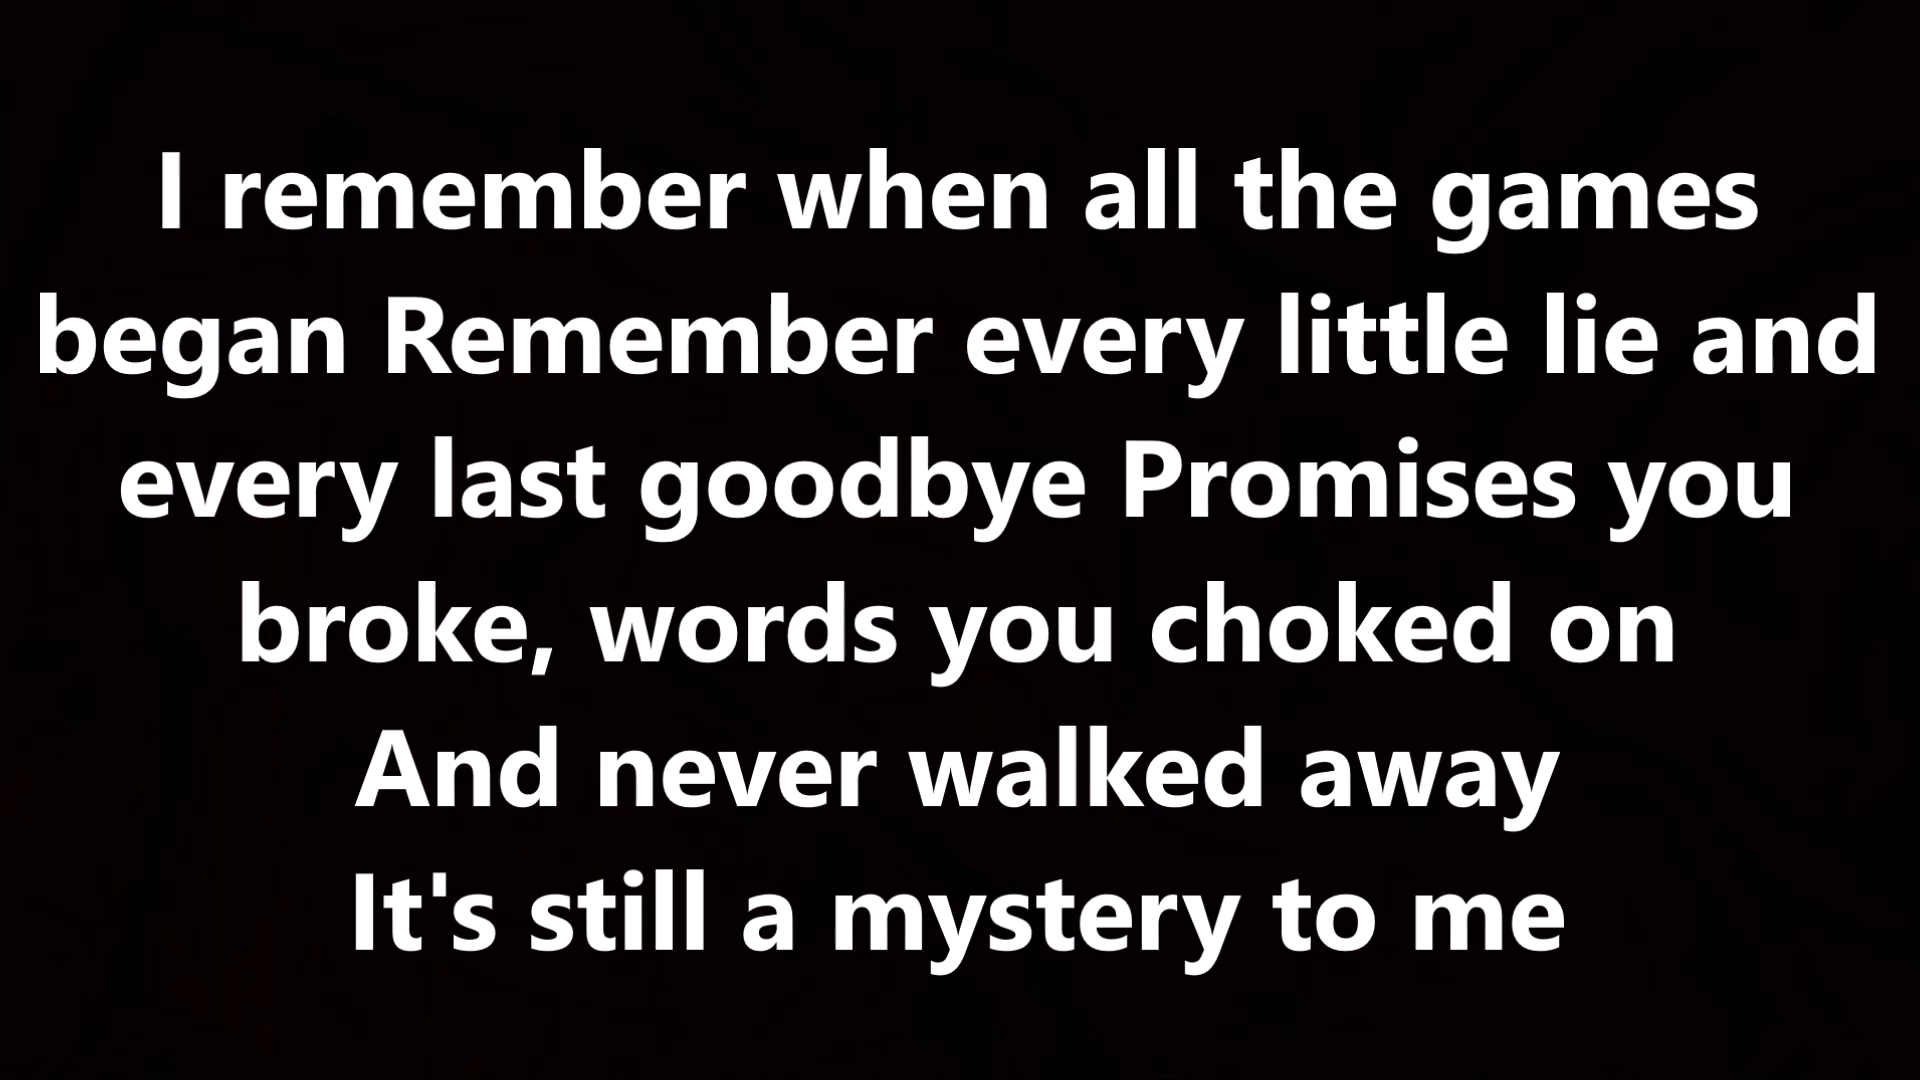 I remember when all the games
began Remember every little lie and
every last goodbye Promises you
broke, words you choked on
And never walked away
It's still a mystery to me